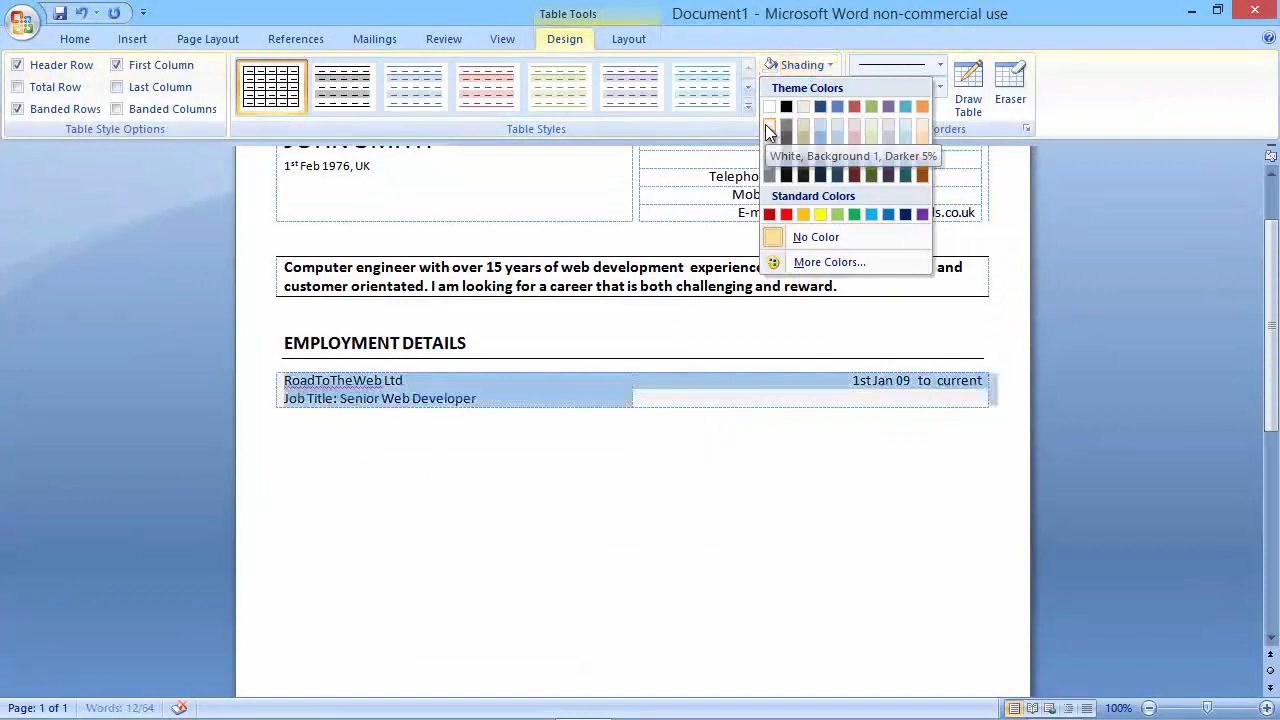 Table Tools
Document1 - Microsoft Word non-commercial use
Home Insert Page Layout References Mailings Review View Design Layout
Header Row First Column
Total Row Last Column
Banded Rows Banded Columns
Table Style Options
Table Styles
Shading
Draw Table
Eraser
orders
Theme Colors
White, Background 1, Darker 5%
Standard Colors
No Color
More Colors...
1st Feb 1976, UK
Telepho
Mob
E-m
s.co.uk
Computer engineer with over 15 years of web development experienc and
customer orientated. I am looking for a career that is both challenging and reward.
EMPLOYMENT DETAILS
RoadToTheWeb Ltd 1st Jan 09 to current
Job Title: Senior Web Developer
Page: 1 of 1 Words: 12/64 100%